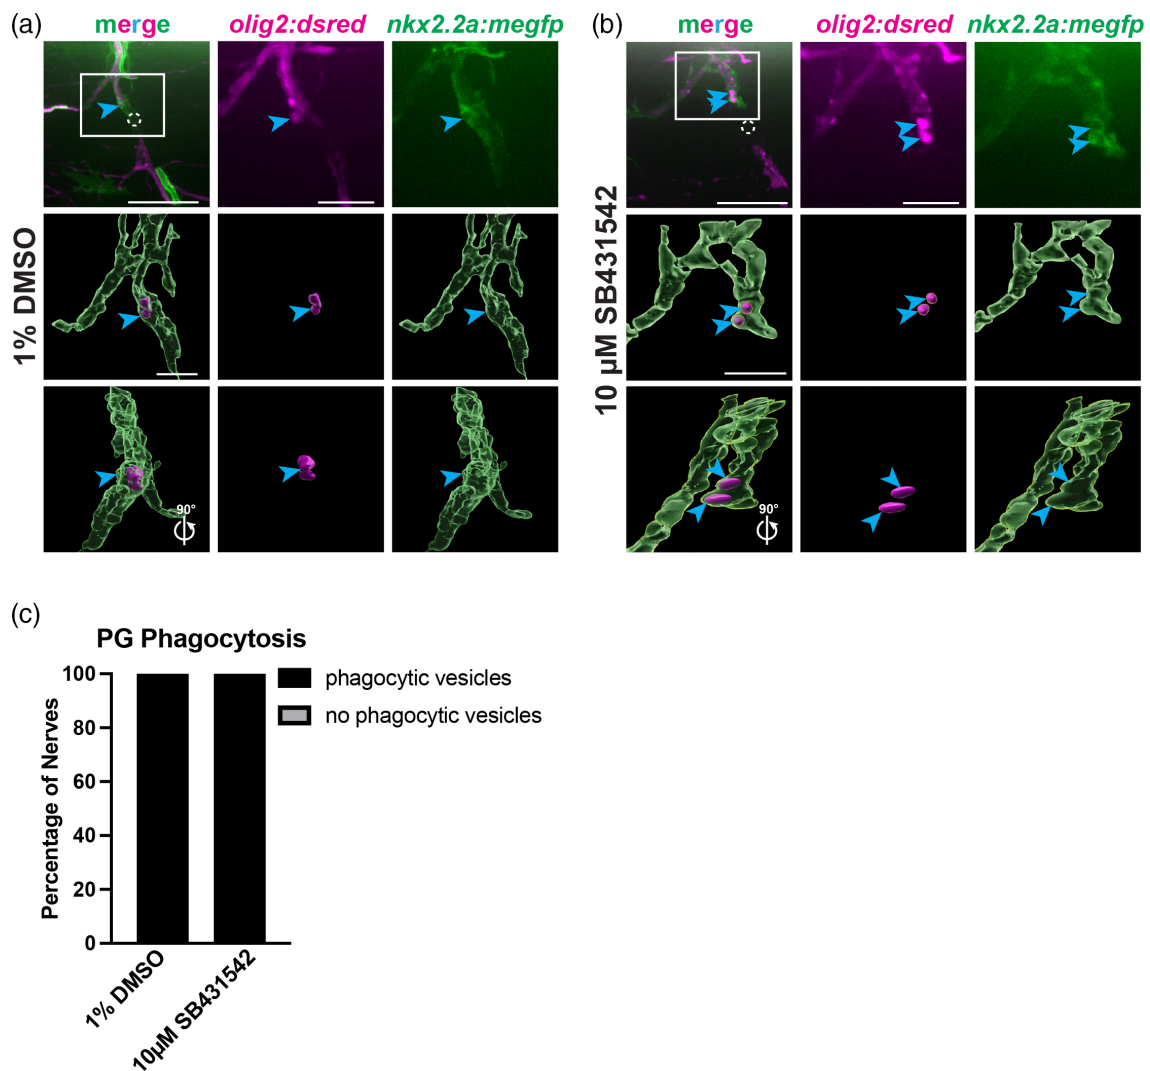 (a)
merge
olig2:dsred
nkx2.2a:megfp
1% DMSO
90°
(b)
merge
olig2:dsred
nkx2.2a:megfp
10 µM SB431542
90°
(c)
PG Phagocytosis
Percentage of Nerves
100
80
60
40
20
0
1% DMSO
10µM SB431542
phagocytic vesicles
no phagocytic vesicles